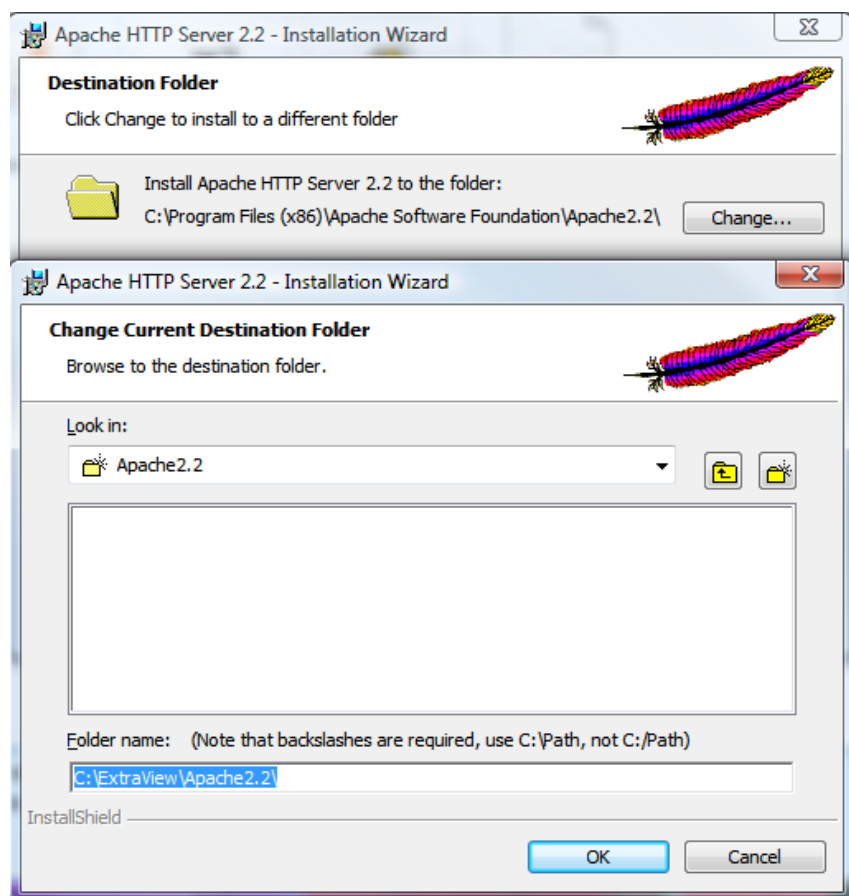 Apache HTTP Server 2.2 - Installation Wizard
Destination Folder
Click Change to install to a different folder
Install Apache HTTP Server 2.2 to the folder:
C:\Program Files (x86)\Apache Software Foundation\Apache2.2\ Change...
Apache HTTP Server 2.2 - Installation Wizard
Change Current Destination Folder
Browse to the destination folder.
Look in:
Apache2.2
Folder name: (Note that backslashes are required, use C:\Path, not C:/Path)
C:\ExtraView\Apache2.2\
InstallShield
OK Cancel